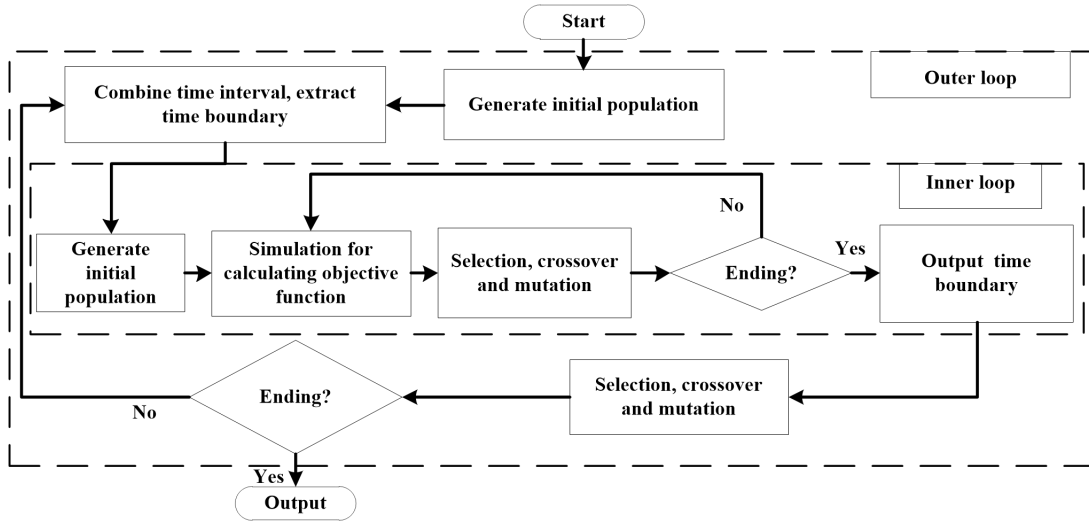 Start
Outer loop
Combine time interval, extract
time boundary
Generate initial population
Inner loop
No
Generate
initial
population
Simulation for
calculating objective
function
Selection, crossover
and mutation
Ending?
Yes
Output time
boundary
Selection, crossover
and mutation
Ending?
No
Yes
Output